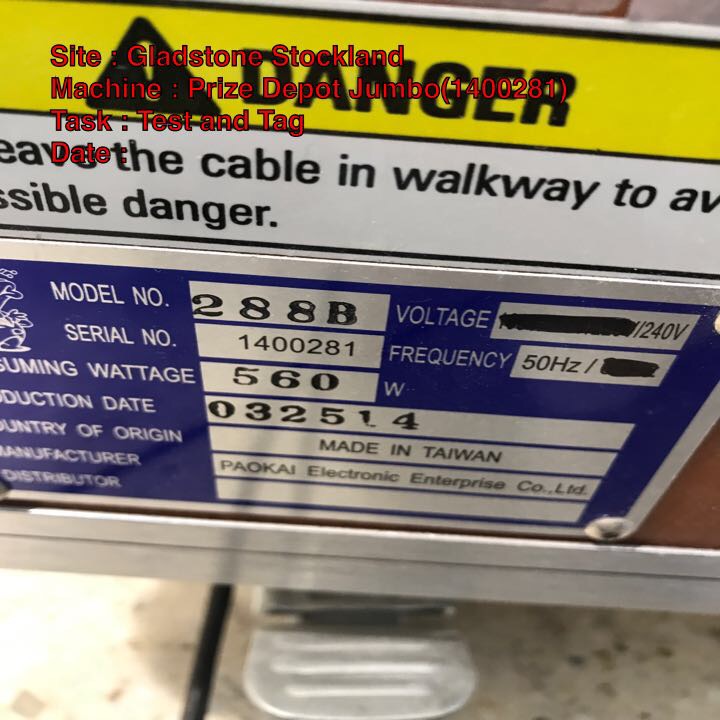 Site : Gladstone Stockland
Machine : Prize Depot Jumbo(1400281)
Task : Test and Tag
Date :
DANGER
eave the cable in walkway to av
ssible danger.
MODEL NO. 288B
SERIAL NO. 1400281
SUMING WATTAGE 560 W
ODUCTION DATE 032514
UNTRY OF ORIGIN MADE IN TAIWAN
MANUFACTURER PAOKAI Electronic Enterprise Co.,Ltd.
DISTRIBUTOR
VOLTAGE /240V
FREQUENCY 50Hz /